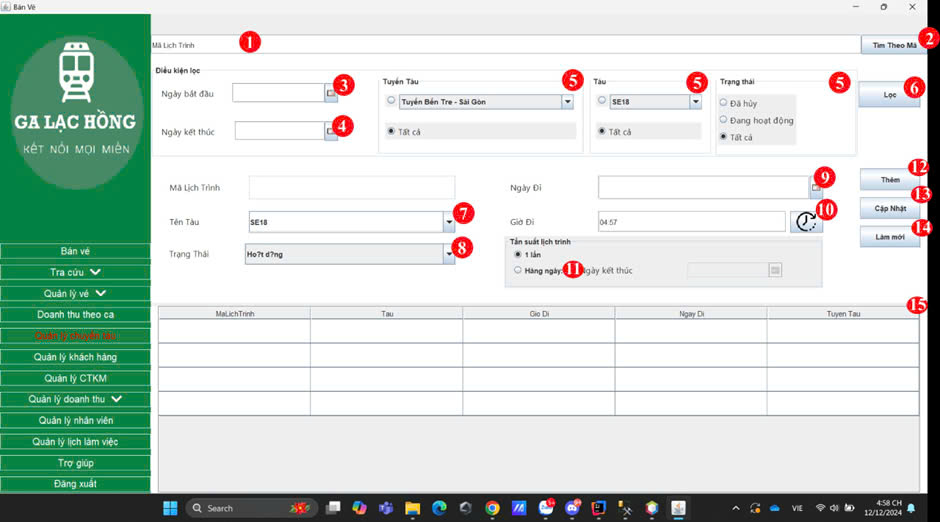 Bán Vé
GA LẠC HỒNG
KẾT NỐI MỌI MIỀN
Bán vé
Tra cứu
Quản lý vé
Doanh thu theo ca
Quản lý chuyến tàu
Quản lý khách hàng
Quản lý CTKM
Quản lý doanh thu
Quản lý nhân viên
Quản lý lịch làm việc
Trợ giúp
Đăng xuất
Mã Lịch Trình 1
Tìm Theo Mã 2
Điều kiện lọc
Ngày bắt đầu 3
Ngày kết thúc 4
Tuyến Tàu 5
Tuyến Bến Tre - Sài Gòn
Tất cả
Tàu 5
SE18
Tất cả
Trạng thái 5
Đã hủy
Đang hoạt động
Tất cả
Lọc 6
Mã Lịch Trình
Tên Tàu SE18 7
Trạng Thái Ho?t d?ng 8
Ngày Đi 9
Giờ Đi 04:57 10
Tần suất lịch trình
1 lần
Hàng ngày: 11 Ngày kết thúc
Thêm 12
Cập Nhật 13
Làm mới 14
15
MaLichTrinh Tau Gio Di Ngay Di Tuyen Tau
Search
VIE
4:58 CH
12/12/2024